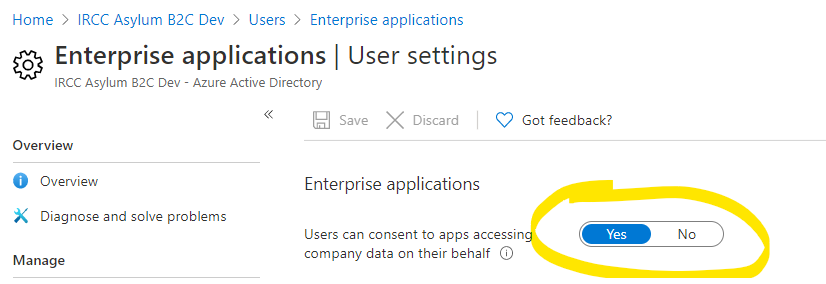 Home > IRCC Asylum B2C Dev > Users > Enterprise applications
Enterprise applications | User settings
IRCC Asylum B2C Dev - Azure Active Directory
«
Save Discard Got feedback?
Overview
Overview
Diagnose and solve problems
Manage
Enterprise applications
Users can consent to apps accessing
company data on their behalf
Yes No